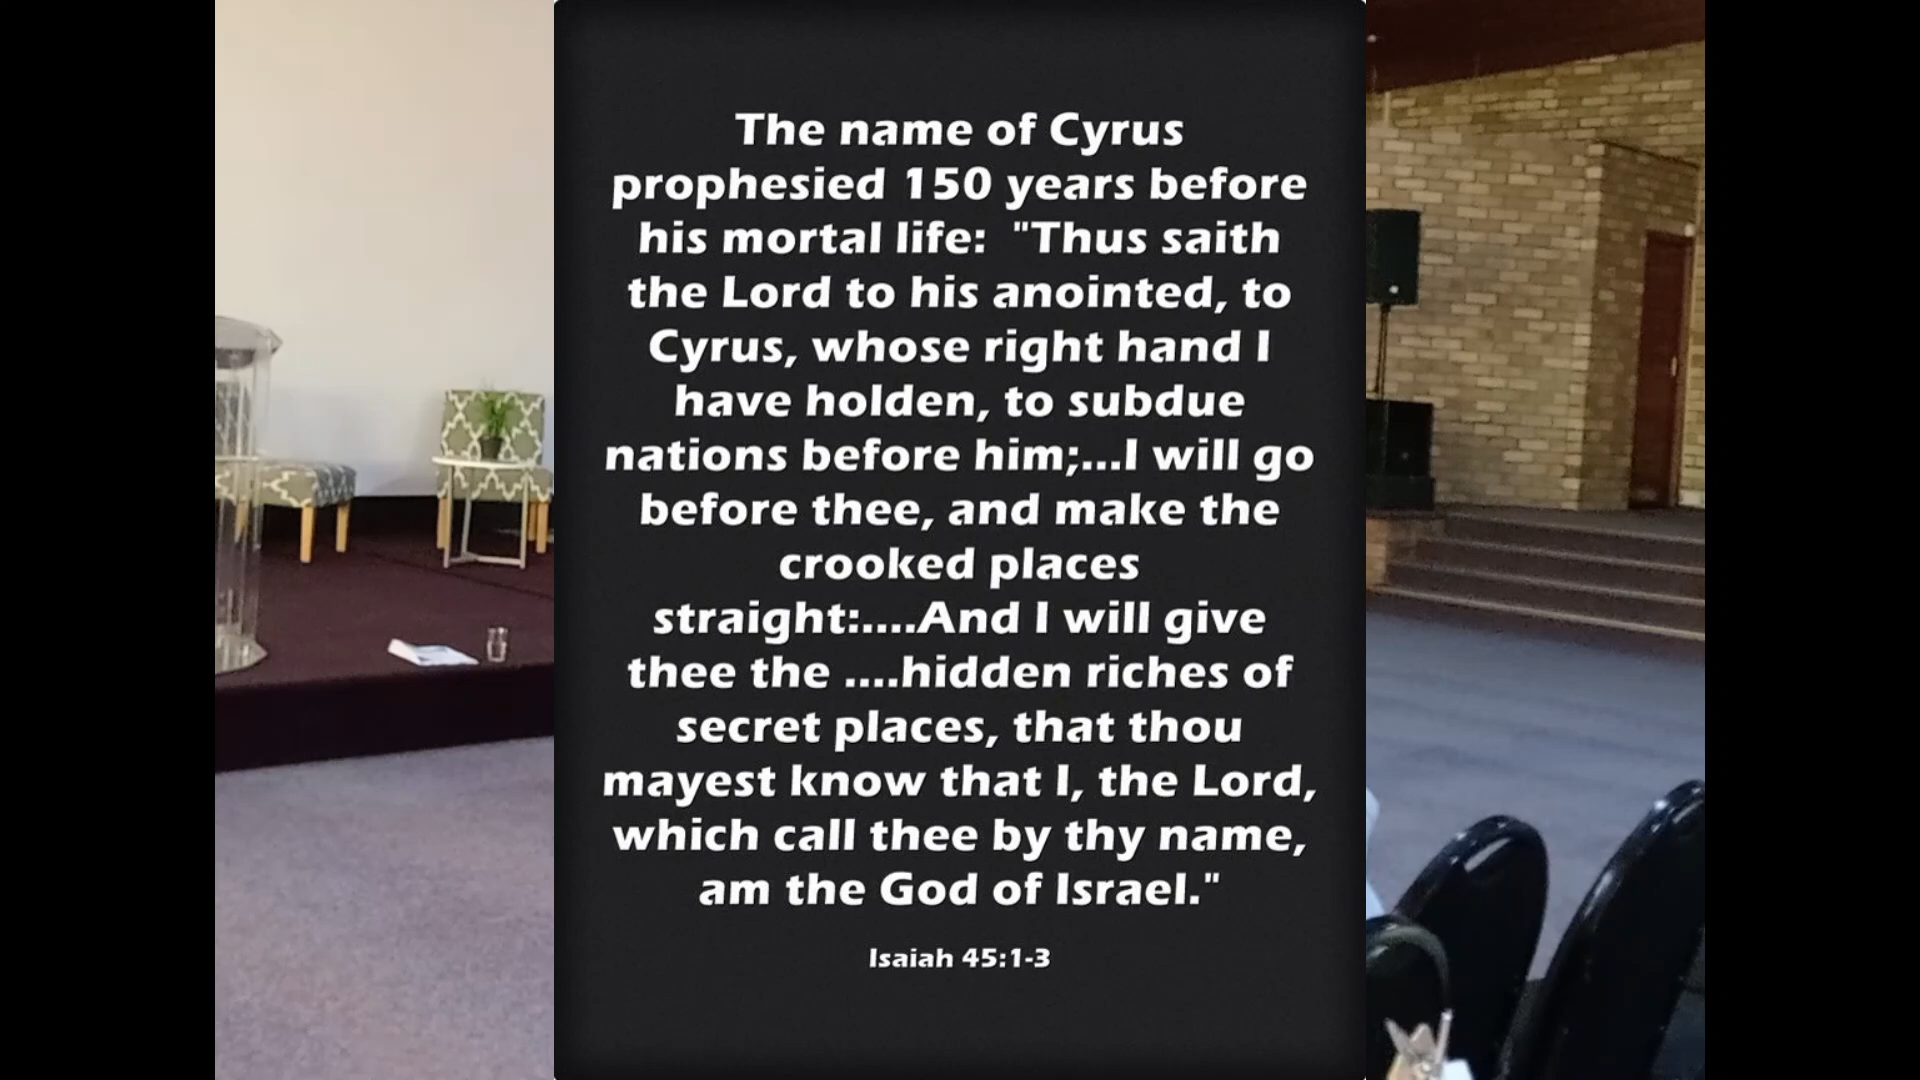 The name of Cyrus
prophesied 150 years before
his mortal life:  "Thus saith
the Lord to his anointed, to
Cyrus, whose right hand I
have holden, to subdue
nations before him;...I will go
before thee, and make the
crooked places
straight:....And I will give
thee the ....hidden riches of
secret places, that thou
mayest know that I, the Lord,
which call thee by thy name,
am the God of Israel."
Isaiah 45:1-3